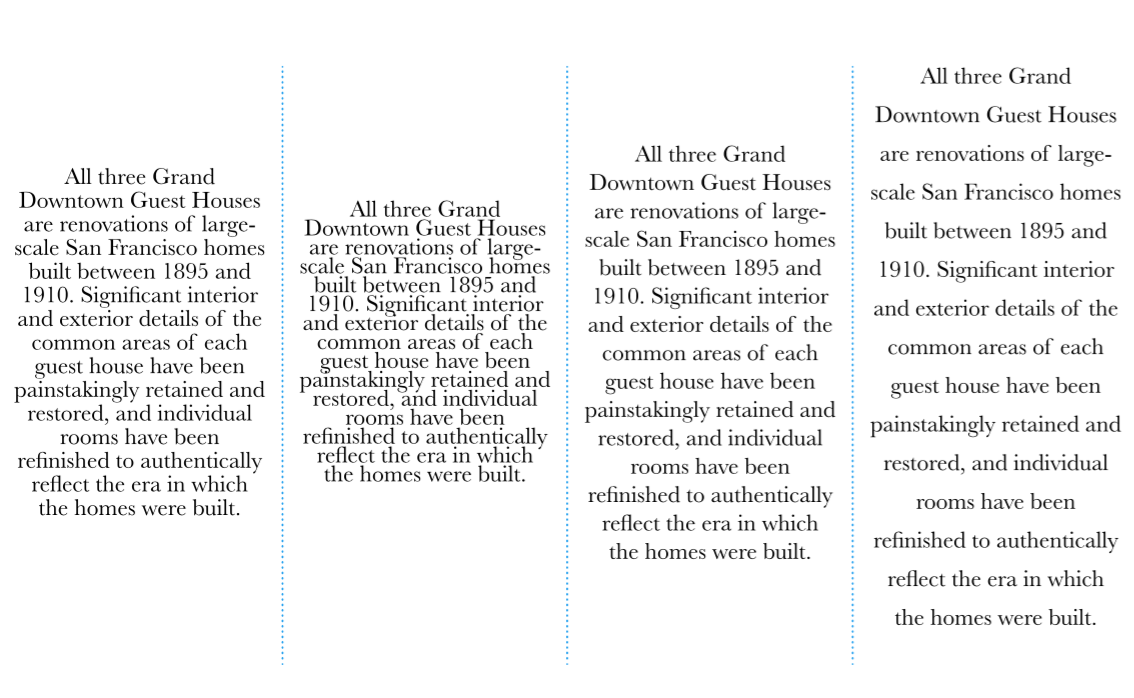 All three Grand
Downtown Guest Houses
are renovations of large-
scale San Francisco homes
built between 1895 and
1910. Significant interior
and exterior details of the
common areas of each
guest house have been
painstakingly retained and
restored, and individual
rooms have been
refinished to authentically
reflect the era in which
the homes were built.
All three Grand
Downtown Guest Houses
are renovations of large-
scale San Francisco homes
built between 1895 and
1910. Significant interior
and exterior details of the
common areas of each
guest house have been
painstakingly retained and
restored, and individual
rooms have been
refinished to authentically
reflect the era in which
the homes were built.
All three Grand
Downtown Guest Houses
are renovations of large-
scale San Francisco homes
built between 1895 and
1910. Significant interior
and exterior details of the
common areas of each
guest house have been
painstakingly retained and
restored, and individual
rooms have been
refinished to authentically
reflect the era in which
the homes were built.
All three Grand
Downtown Guest Houses
are renovations of large-
scale San Francisco homes
built between 1895 and
1910. Significant interior
and exterior details of the
common areas of each
guest house have been
painstakingly retained and
restored, and individual
rooms have been
refinished to authentically
reflect the era in which
the homes were built.